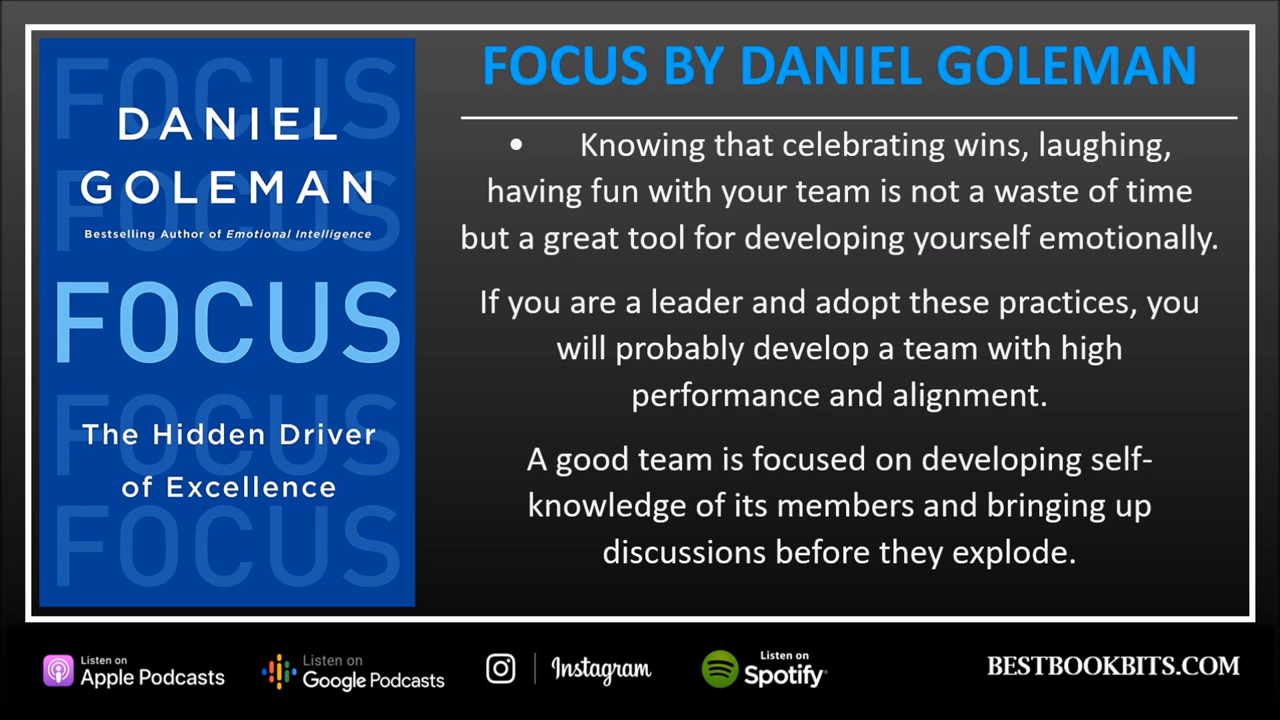 FOCUS
DANIEL
FOCUS
GOLEMAN
Bestselling Author of Emotional Intelligence
FOCUS
FOCUS
The Hidden Driver
of Excellence
FOCUS
FOCUS BY DANIEL GOLEMAN
• Knowing that celebrating wins, laughing,
having fun with your team is not a waste of time
but a great tool for developing yourself emotionally.
If you are a leader and adopt these practices, you
will probably develop a team with high
performance and alignment.
A good team is focused on developing self-
knowledge of its members and bringing up
discussions before they explode.
Listen on
Apple Podcasts
Listen on
Google Podcasts
Instagram
Listen on
Spotify
BESTBOOKBITS.COM